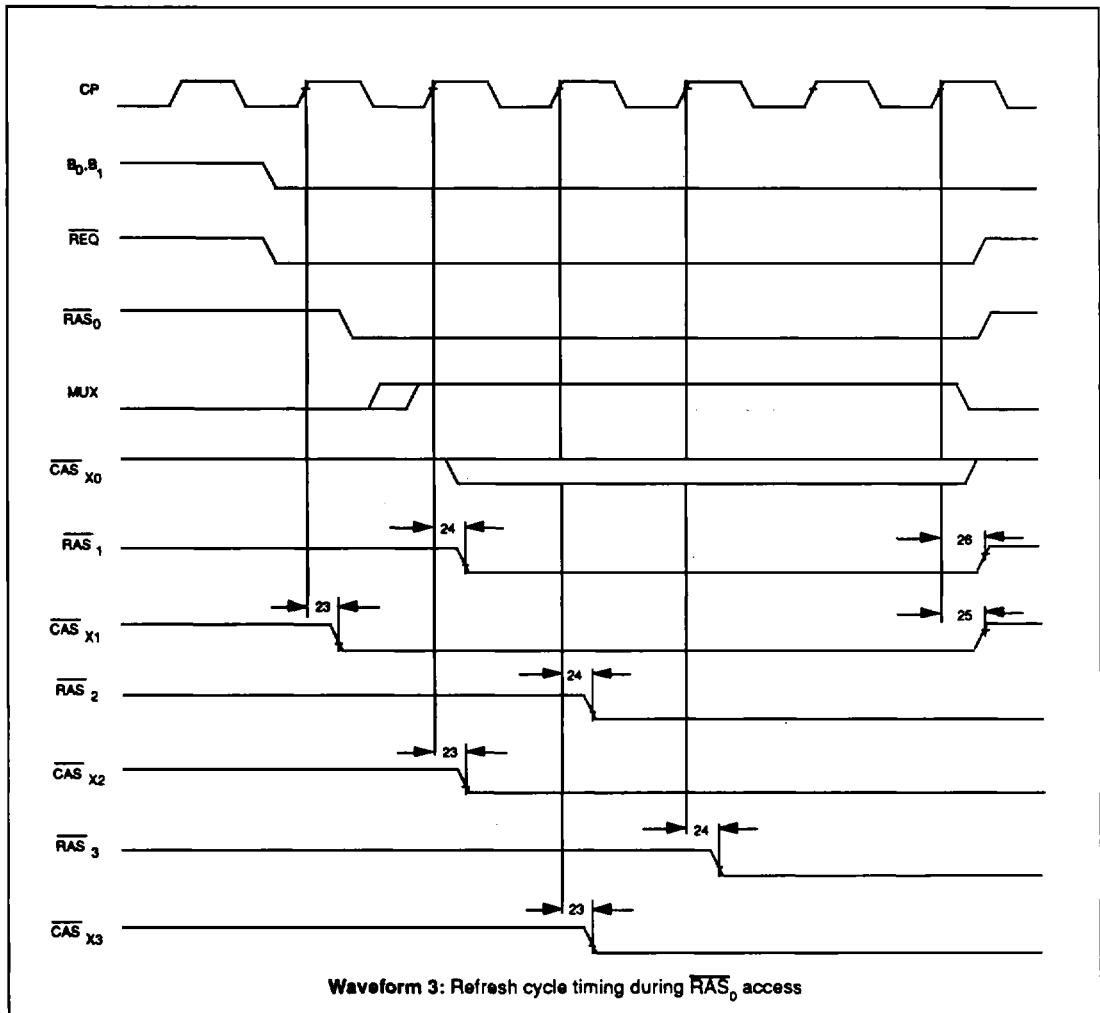 CP
B0,B1
REQ
RAS0
MUX
CAS X0
24
RAS 1
26
23
25
CAS X1
24
RAS 2
23
CAS X2
24
RAS 3
23
CAS X3
Waveform 3: Refresh cycle timing during RAS0 access